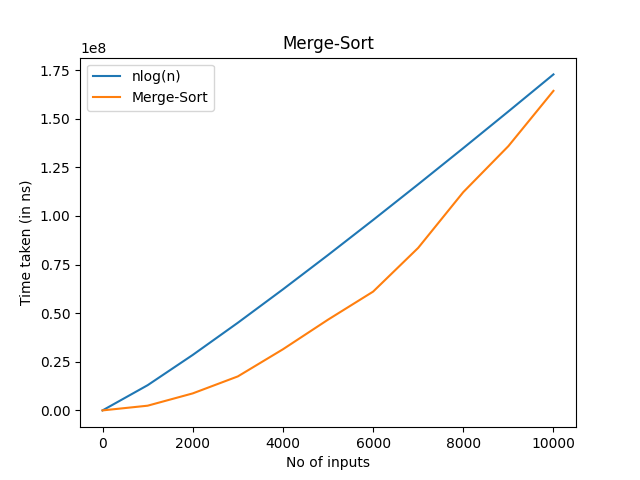 Merge-Sort
1e8
nlog(n)
Merge-Sort
1.75
1.50
1.25
1.00
0.75
0.50
0.25
0.00
Time taken (in ns)
0 2000 4000 6000 8000 10000
No of inputs